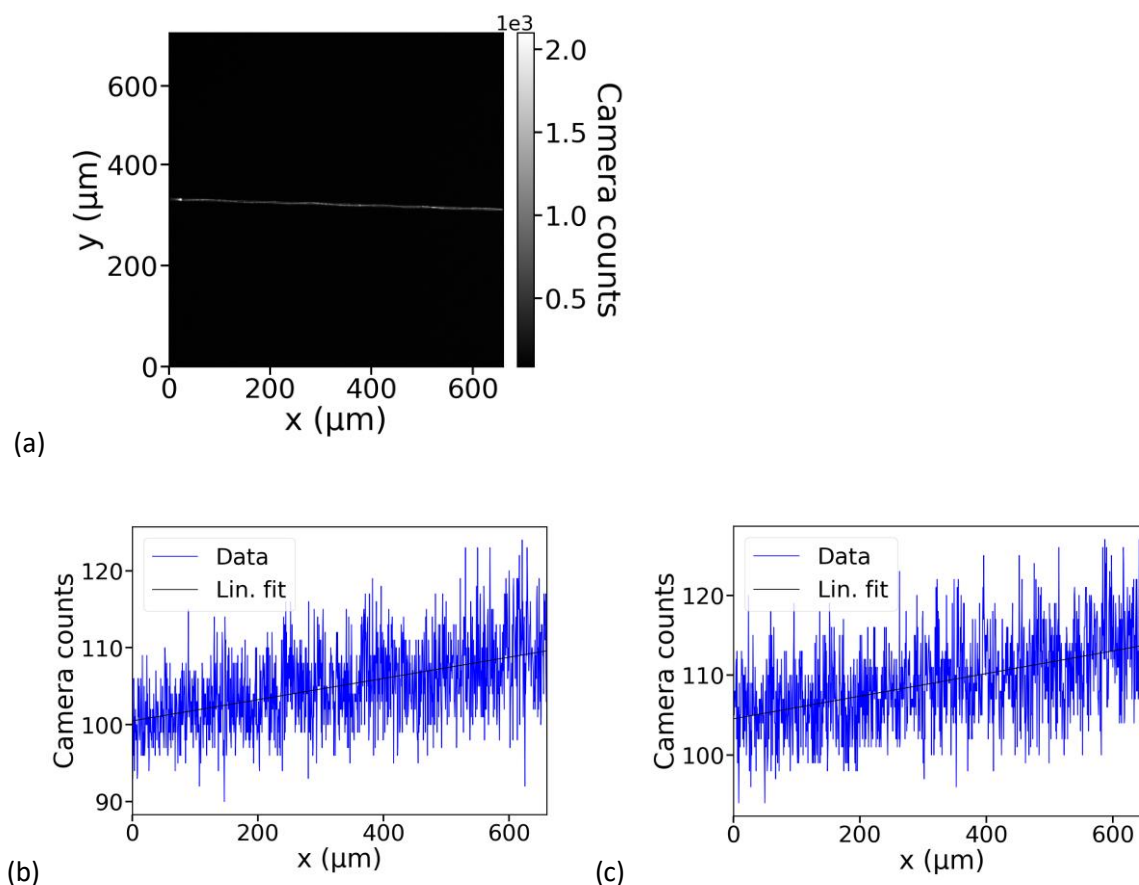 1e3
2.0
1.5
1.0
0.5
Camera counts
600
400
200
0
y (μm)
0 200 400 600
x (μm)
(a)
Data
Lin. fit
120
110
100
90
Camera counts
0 200 400 600
x (μm)
(b)
Data
Lin. fit
120
110
100
Camera counts
0 200 400 600
x (μm)
(c)